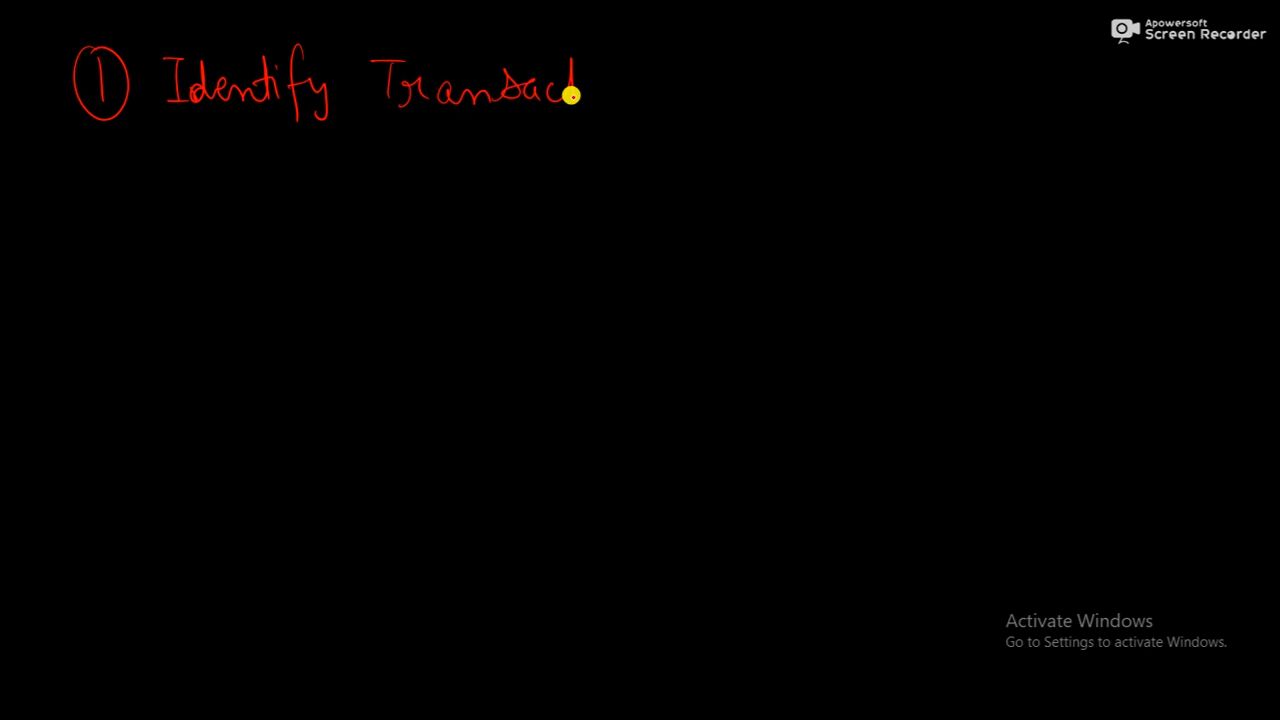 ① Identify Transact
Apowersoft
Screen Recorder
Activate Windows
Go to Settings to activate Windows.